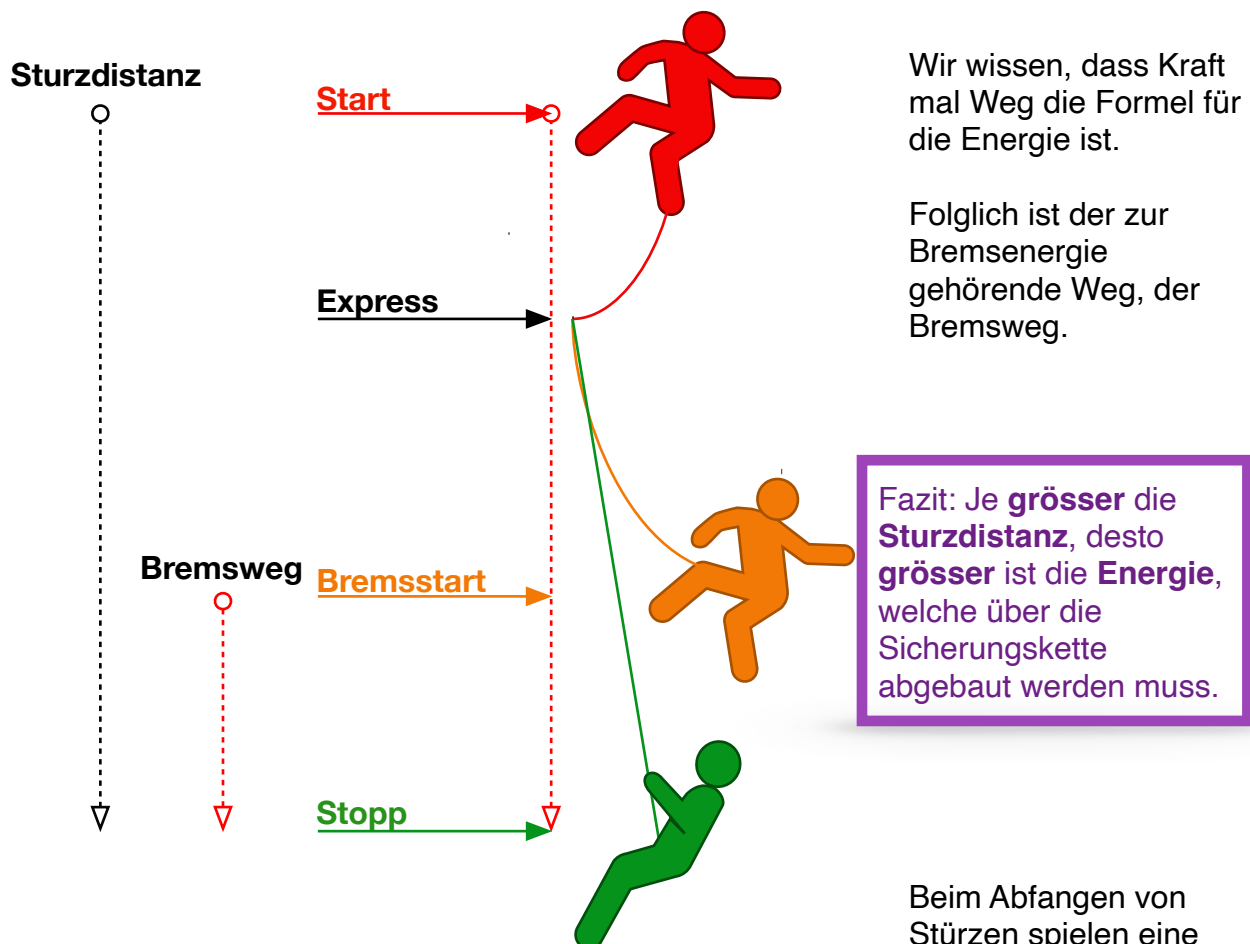 Sturzdistanz
Start
Express
Bremsweg
Bremsstart
Stopp
Wir wissen, dass Kraft
mal Weg die Formel für
die Energie ist.
Folglich ist der zur
Bremsenergie
gehörende Weg, der
Bremsweg.
Fazit: Je grösser die
Sturzdistanz, desto
grösser ist die Energie,
welche über die
Sicherungskette
abgebaut werden muss.
Beim Abfangen von
Stürzen spielen eine